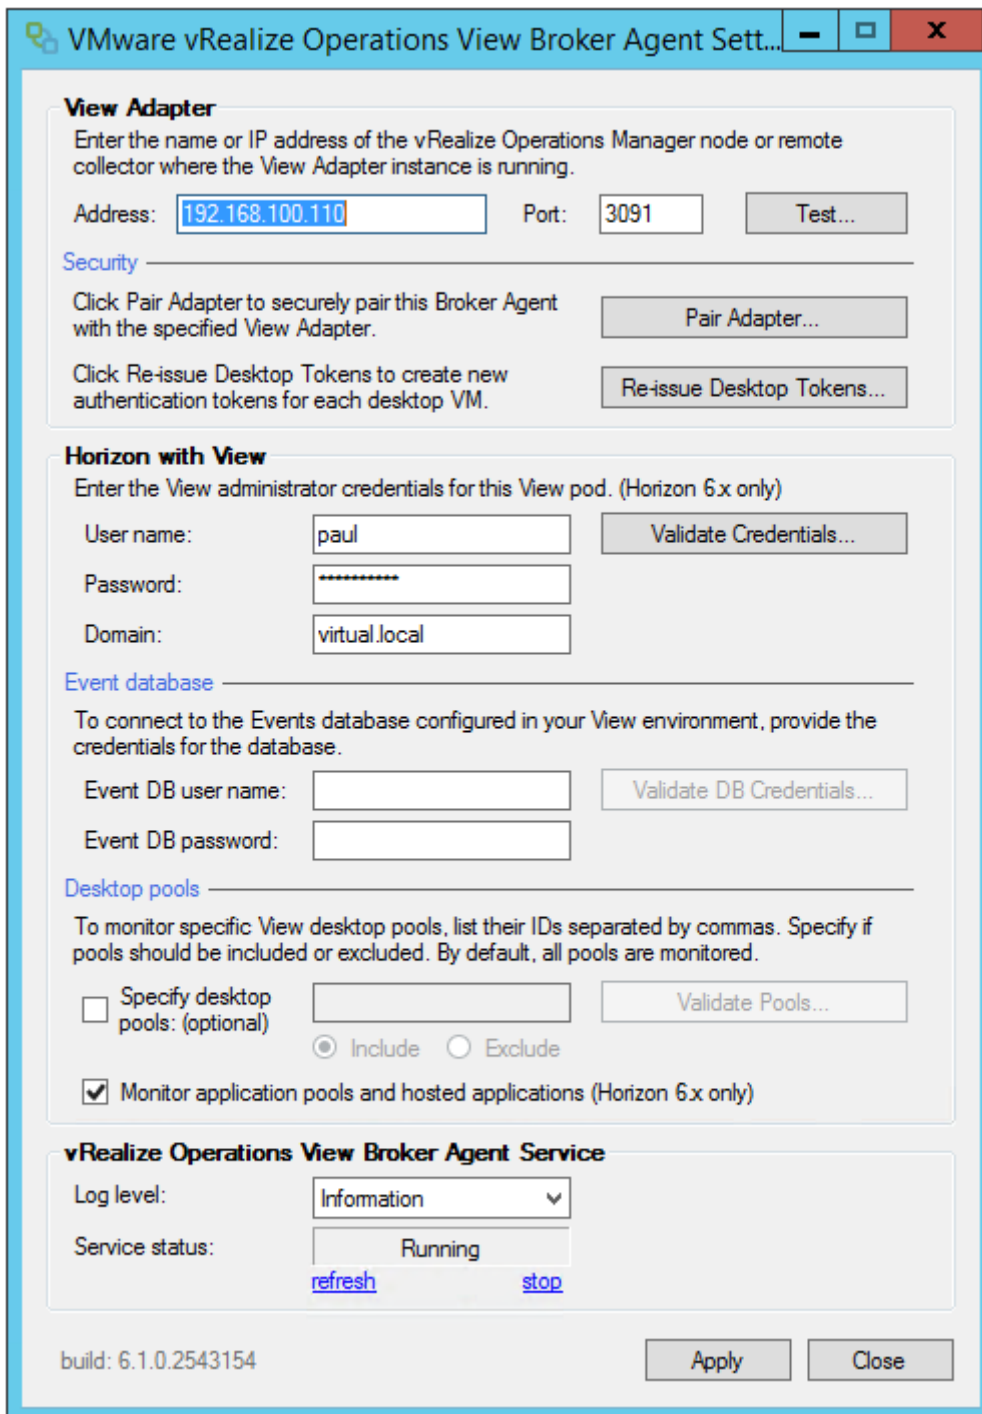 VMware vRealize Operations View Broker Agent Sett...
View Adapter
Enter the name or IP address of the vRealize Operations Manager node or remote
collector where the View Adapter instance is running.
Address: 192.168.100.110 Port: 3091 Test...
Security
Click Pair Adapter to securely pair this Broker Agent
with the specified View Adapter.
Pair Adapter...
Click Re-issue Desktop Tokens to create new
authentication tokens for each desktop VM.
Re-issue Desktop Tokens...
Horizon with View
Enter the View administrator credentials for this View pod. (Horizon 6.x only)
User name: paul Validate Credentials...
Password: **********
Domain: virtual.local
Event database
To connect to the Events database configured in your View environment, provide the
credentials for the database.
Event DB user name: Validate DB Credentials...
Event DB password:
Desktop pools
To monitor specific View desktop pools, list their IDs separated by commas. Specify if
pools should be included or excluded. By default, all pools are monitored.
Specify desktop
pools: (optional)
Validate Pools...
Include Exclude
Monitor application pools and hosted applications (Horizon 6.x only)
vRealize Operations View Broker Agent Service
Log level: Information
Service status: Running
refresh stop
build: 6.1.0.2543154 Apply Close